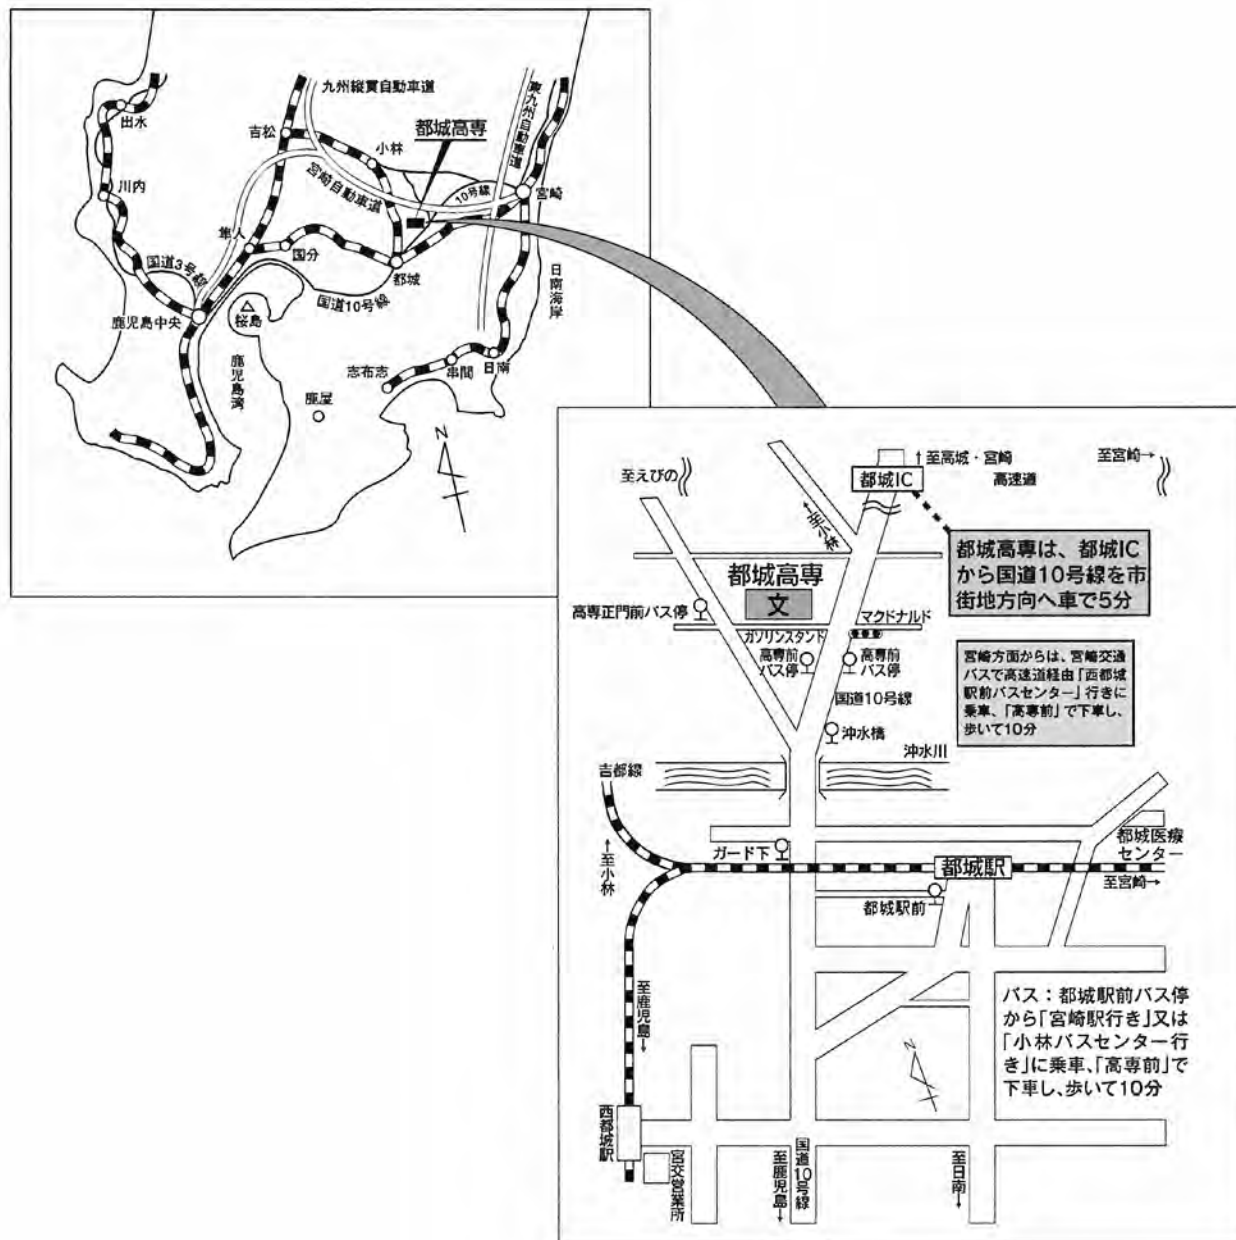 九州縦貫自動車道
東九州自動車道
出水
吉松
都城高専
小林
川内
宮崎自動車道
10号線
宮崎
隼人
国分
国道3号線
都城
日南海岸
国道10号線
鹿児島中央
桜島
鹿児島湾
志布志
串間
日南
鹿屋
N
至えびの
都城IC
↑至高城・宮崎
高速道
至宮崎→
←至小林
都城高専は、都城IC
から国道10号線を市
街地方向へ車で5分
都城高専
文
高専正門前バス停
マクドナルド
ガソリンスタンド
高専前
バス停
高専前
バス停
宮崎方面からは、宮崎交通
バスで高速道経由「西都城
駅前バスセンター」行きに
乗車、「高専前」で下車し、
歩いて10分
国道10号線
沖水橋
沖水川
吉都線
←至小林
ガード下
都城駅
都城医療
センター
至宮崎→
都城駅前
至鹿児島→
バス：都城駅前バス停
から「宮崎駅行き」又は
「小林バスセンター行
き」に乗車、「高専前」で
下車し、歩いて10分
N
西都城駅
宮交営業所
至鹿児島→
国道10号線
至日南→